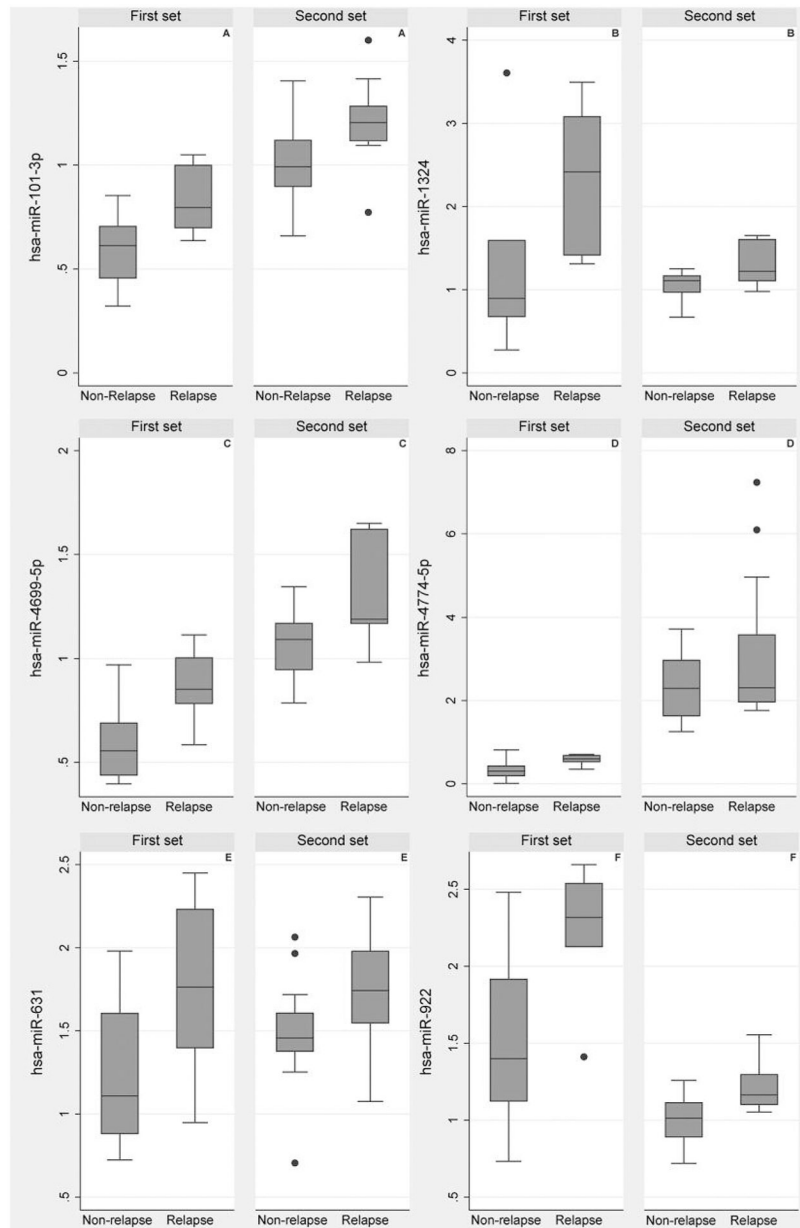 First set
Second set
First set
Second set
A
A
B
B
hsa-miR-101-3p
0
.5
1
1.5
hsa-miR-1324
0
1
2
3
4
Non-Relapse Relapse
Non-Relapse Relapse
Non-relapse Relapse
Non-relapse Relapse
First set
Second set
First set
Second set
C
C
D
D
hsa-miR-4699-5p
.5
1
1.5
2
hsa-miR-4774-5p
0
2
4
6
8
Non-relapse Relapse
Non-relapse Relapse
Non-relapse Relapse
Non-relapse Relapse
First set
Second set
First set
Second set
E
E
F
F
hsa-miR-631
.5
1
1.5
2
2.5
hsa-miR-922
.5
1
1.5
2
2.5
Non-relapse Relapse
Non-relapse Relapse
Non-relapse Relapse
Non-relapse Relapse